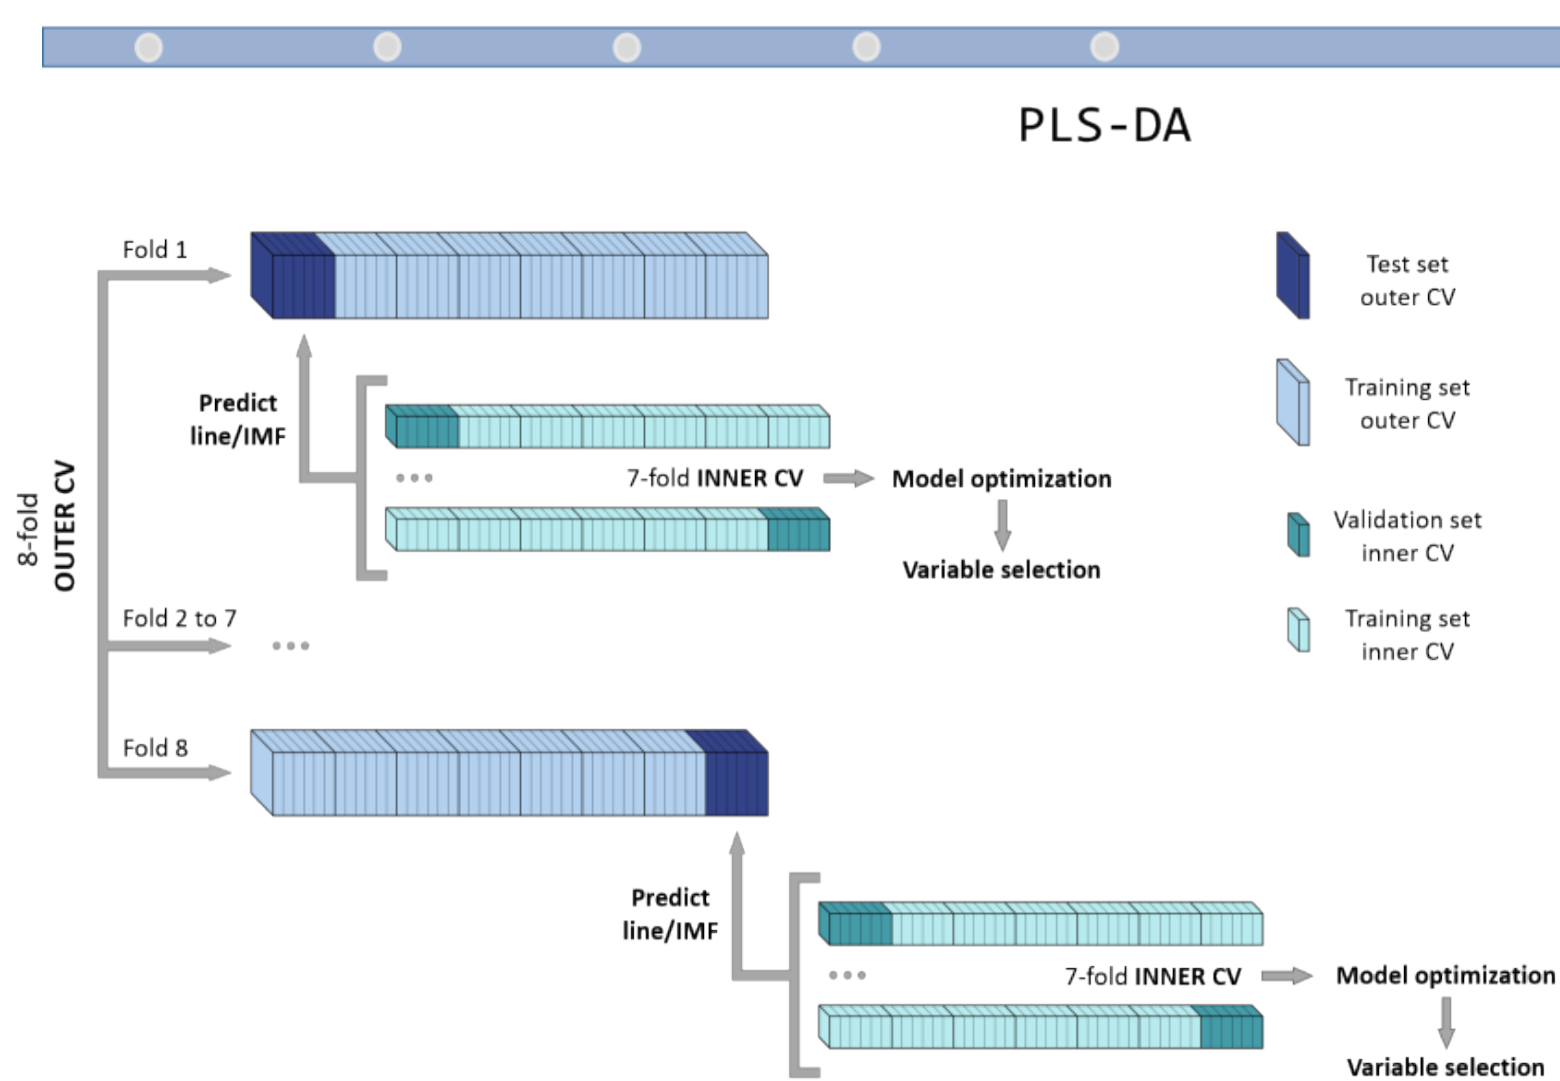 PLS-DA
Fold 1
Test set
outer CV
Training set
outer CV
Predict
line/IMF
8-fold
OUTER CV
7-fold INNER CV
Model optimization
Variable selection
Validation set
inner CV
Training set
inner CV
Fold 2 to 7
Fold 8
Predict
line/IMF
7-fold INNER CV
Model optimization
Variable selection